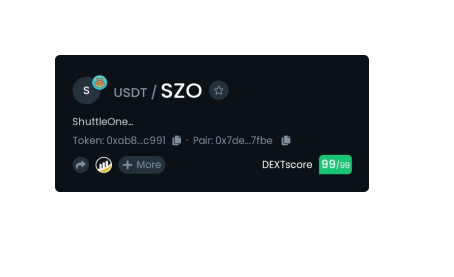 S USDT / SZO
ShuttleOne...
Token: 0xab8...c991 · Pair: 0x7de...7fbe
+ More DEXTscore 99/99